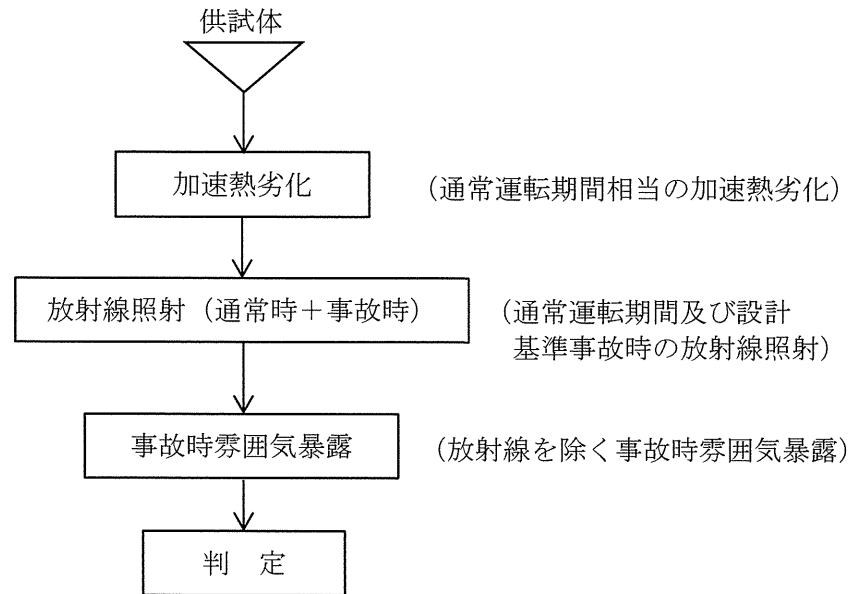 供試体
加速熱劣化
（通常運転期間相当の加速熱劣化）
放射線照射（通常時＋事故時）
（通常運転期間及び設計
基準事故時の放射線照射）
事故時雰囲気暴露
（放射線を除く事故時雰囲気暴露）
判　定